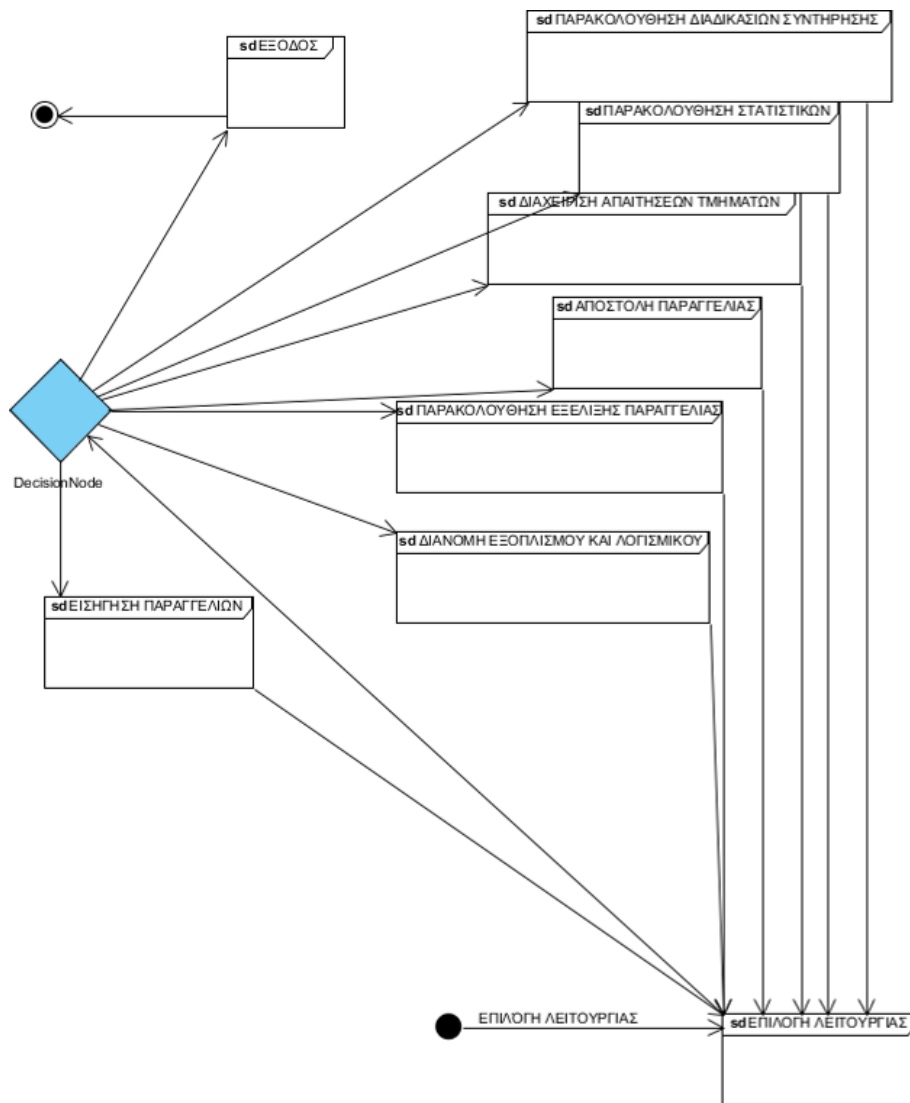 sd ΠΑΡΑΚΟΛΟΥΘΗΣΗ ΔΙΑΔΙΚΑΣΙΩΝ ΣΥΝΤΗΡΗΣΗΣ
sd ΕΞΟΔΟΣ
sd ΠΑΡΑΚΟΛΟΥΘΗΣΗ ΣΤΑΤΙΣΤΙΚΩΝ
sd ΔΙΑΧΕΙΡΙΣΗ ΑΠΑΙΤΗΣΕΩΝ ΤΜΗΜΑΤΩΝ
sd ΑΠΟΣΤΟΛΗ ΠΑΡΑΓΓΕΛΙΑΣ
sd ΠΑΡΑΚΟΛΟΥΘΗΣΗ ΕΞΕΛΙΞΗΣ ΠΑΡΑΓΓΕΛΙΑΣ
DecisionNode
sd ΔΙΑΝΟΜΗ ΕΞΟΠΛΙΣΜΟΥ ΚΑΙ ΛΟΓΙΣΜΙΚΟΥ
sd ΕΙΣΗΓΗΣΗ ΠΑΡΑΓΓΕΛΙΩΝ
ΕΠΙΛΟΓΗ ΛΕΙΤΟΥΡΓΙΑΣ
sd ΕΠΙΛΟΓΗ ΛΕΙΤΟΥΡΓΙΑΣ